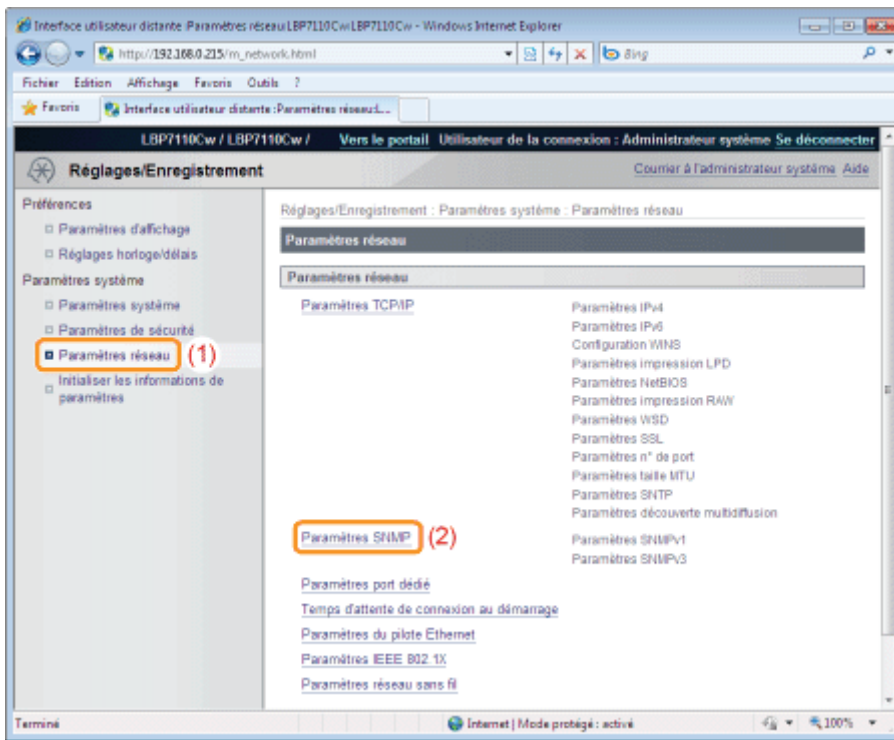 Interface utilisateur distante :Paramètres réseau:LBP7110Cw:LBP7110Cw - Windows Internet Explorer
http://192.168.0.215/m_network.html
Bing
Fichier Edition Affichage Favoris Outils ?
Favoris Interface utilisateur distante :Paramètres réseau:L...
LBP7110Cw / LBP7110Cw / Vers le portail Utilisateur de la connexion : Administrateur système Se déconnecter
Réglages/Enregistrement Courrier à l'administrateur système Aide
Préférences
Paramètres d'affichage
Réglages horloge/délais
Paramètres système
Paramètres système
Paramètres de sécurité
Paramètres réseau (1)
Initialiser les informations de
paramètres
Réglages/Enregistrement : Paramètres système : Paramètres réseau
Paramètres réseau
Paramètres réseau
Paramètres TCP/IP
Paramètres IPv4
Paramètres IPv6
Configuration WINS
Paramètres impression LPD
Paramètres NetBIOS
Paramètres impression RAW
Paramètres WSD
Paramètres SSL
Paramètres n° de port
Paramètres taille MTU
Paramètres SNTP
Paramètres découverte multidiffusion
Paramètres SNMP (2)
Paramètres SNMPv1
Paramètres SNMPv3
Paramètres port dédié
Temps d'attente de connexion au démarrage
Paramètres du pilote Ethernet
Paramètres IEEE 802.1X
Paramètres réseau sans fil
Terminé Internet | Mode protégé : activé 100%